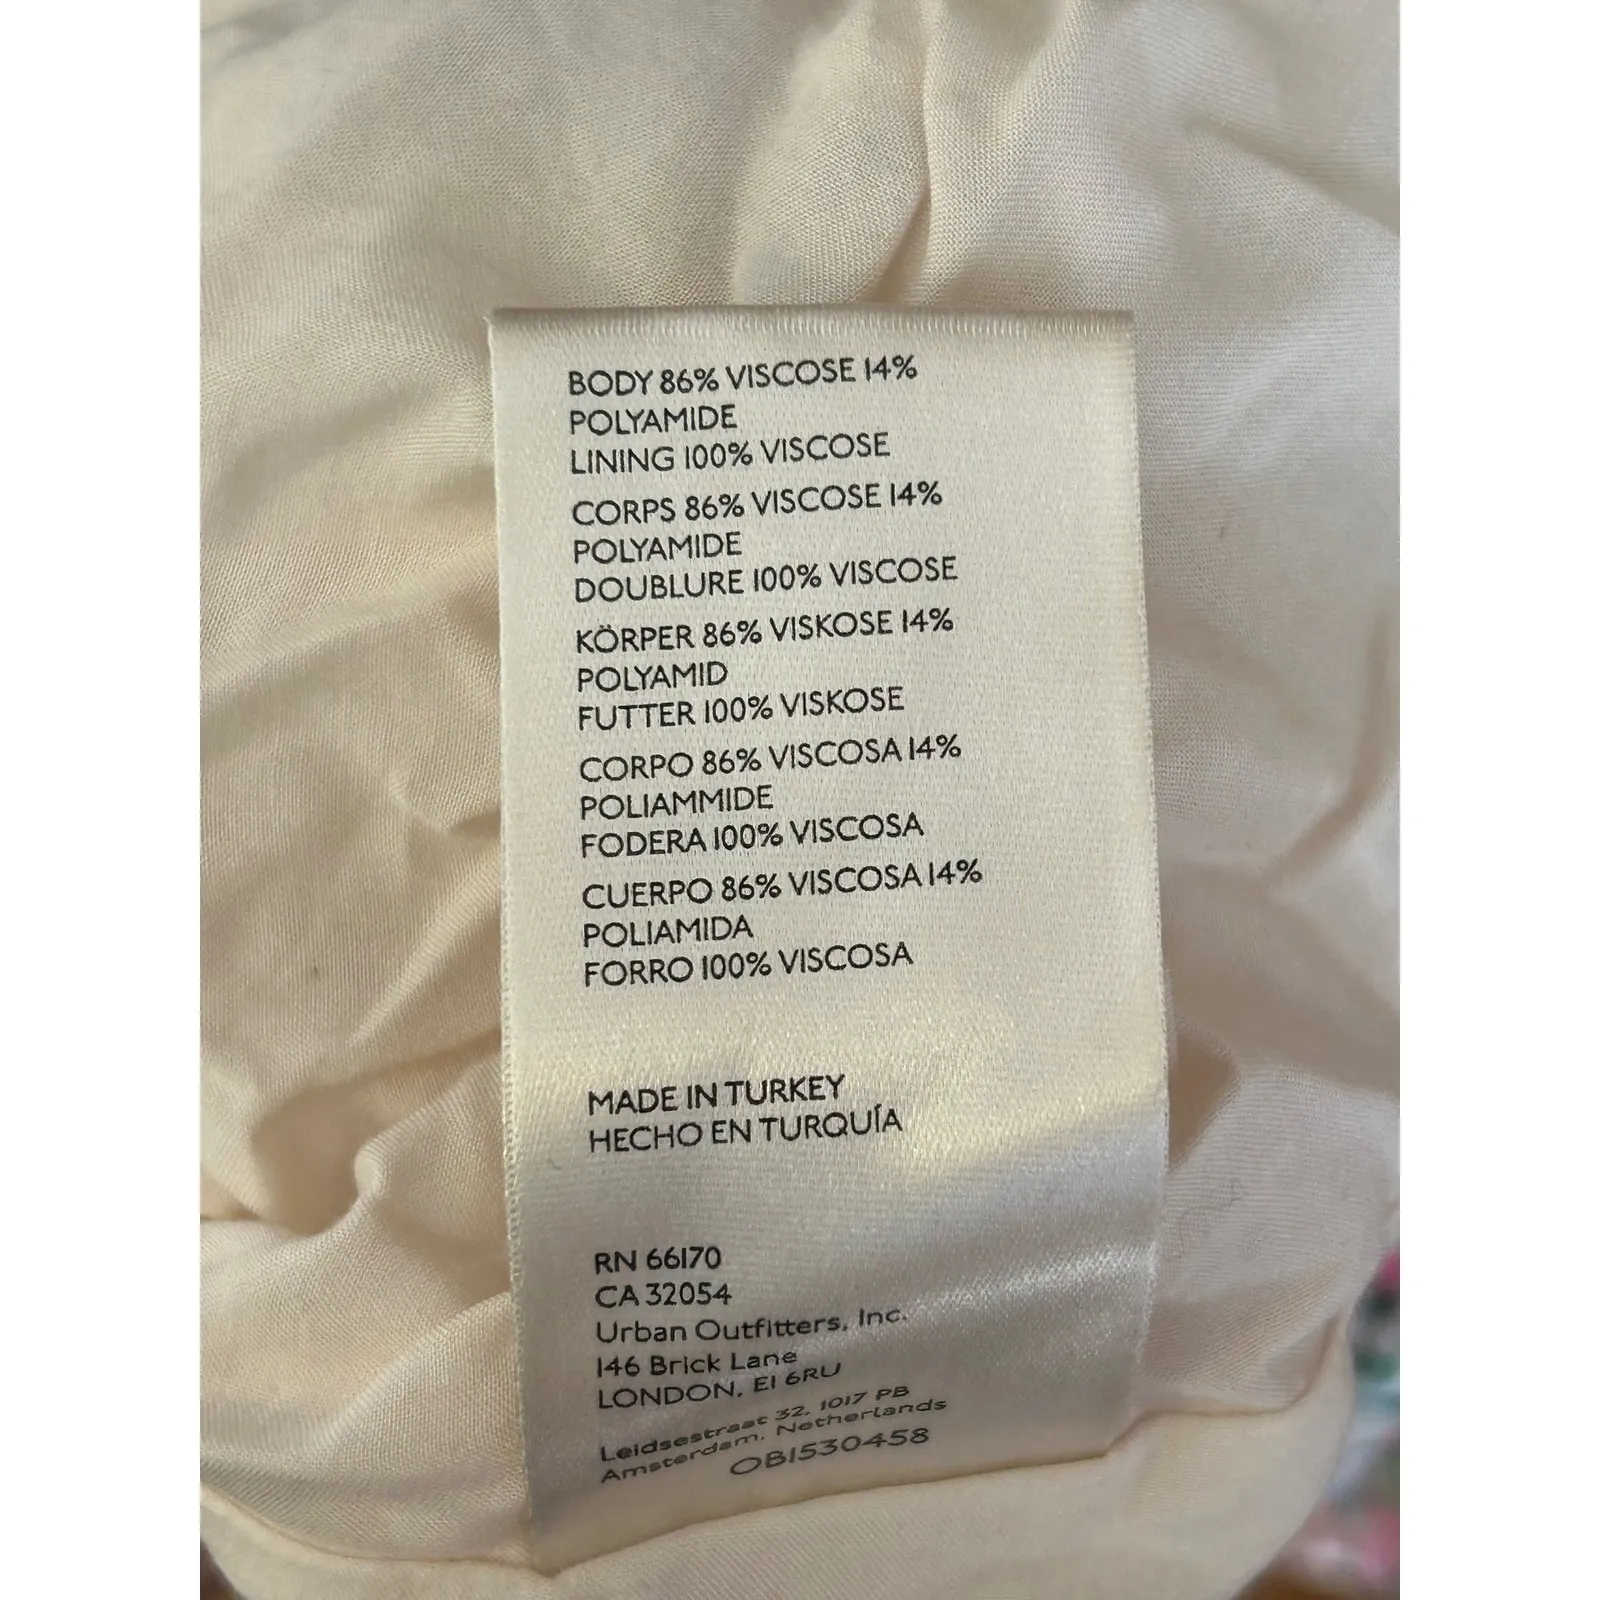 BODY 86% VISCOSE 14%
POLYAMIDE
LINING 100% VISCOSE
CORPS 86% VISCOSE 14%
POLYAMIDE
DOUBLURE 100% VISCOSE
KÖRPER 86% VISKOSE 14%
POLYAMID
FUTTER 100% VISKOSE
CORPO 86% VISCOSA 14%
POLIAMMIDE
FODERA 100% VISCOSA
CUERPO 86% VISCOSA 14%
POLIAMIDA
FORRO 100% VISCOSA
MADE IN TURKEY
HECHO EN TURQUÍA
RN 66170
CA 32054
Urban Outfitters, Inc.
146 Brick Lane
LONDON, E1 6RU
Leidsestraat 32, 1017 PB
Amsterdam, Netherlands
OB1530458